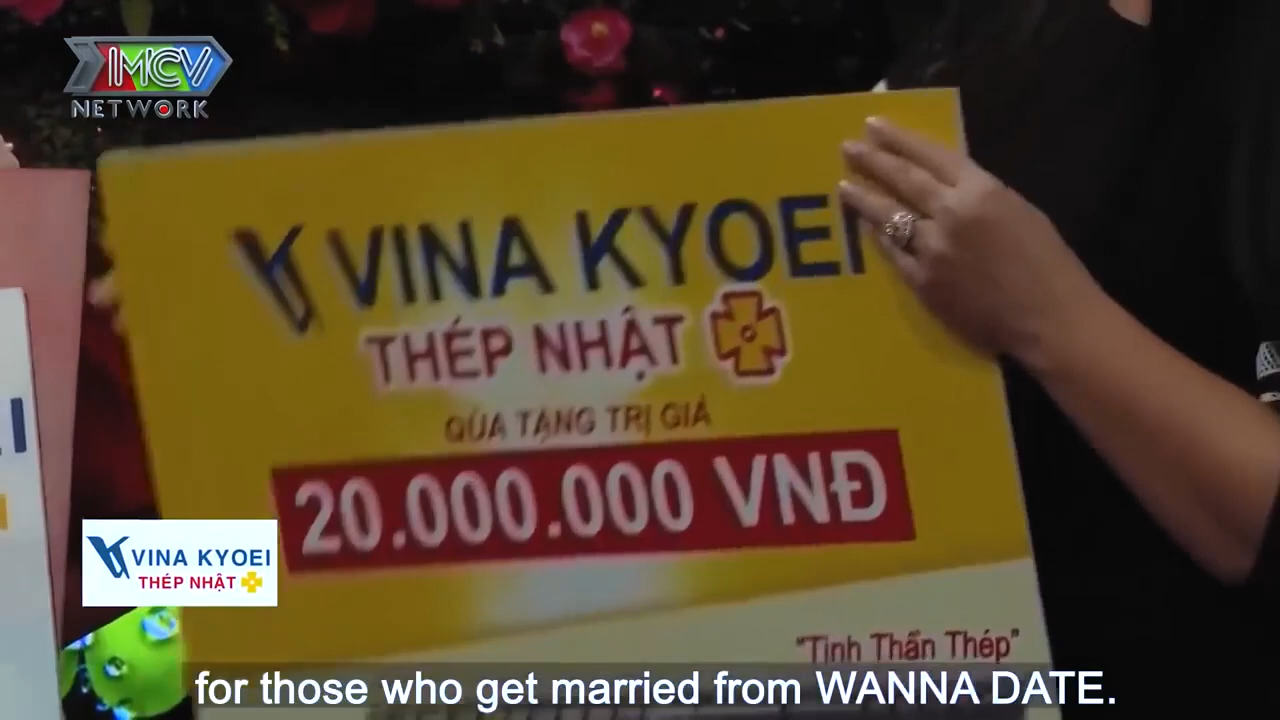 MCV
NETWORK
VINA KYOEI
THÉP NHẬT
QÙA TẶNG TRỊ GIÁ
20.000.000 VNĐ
VINA KYOEI
THÉP NHẬT
"Tinh Thần Thép"
for those who get married from WANNA DATE.